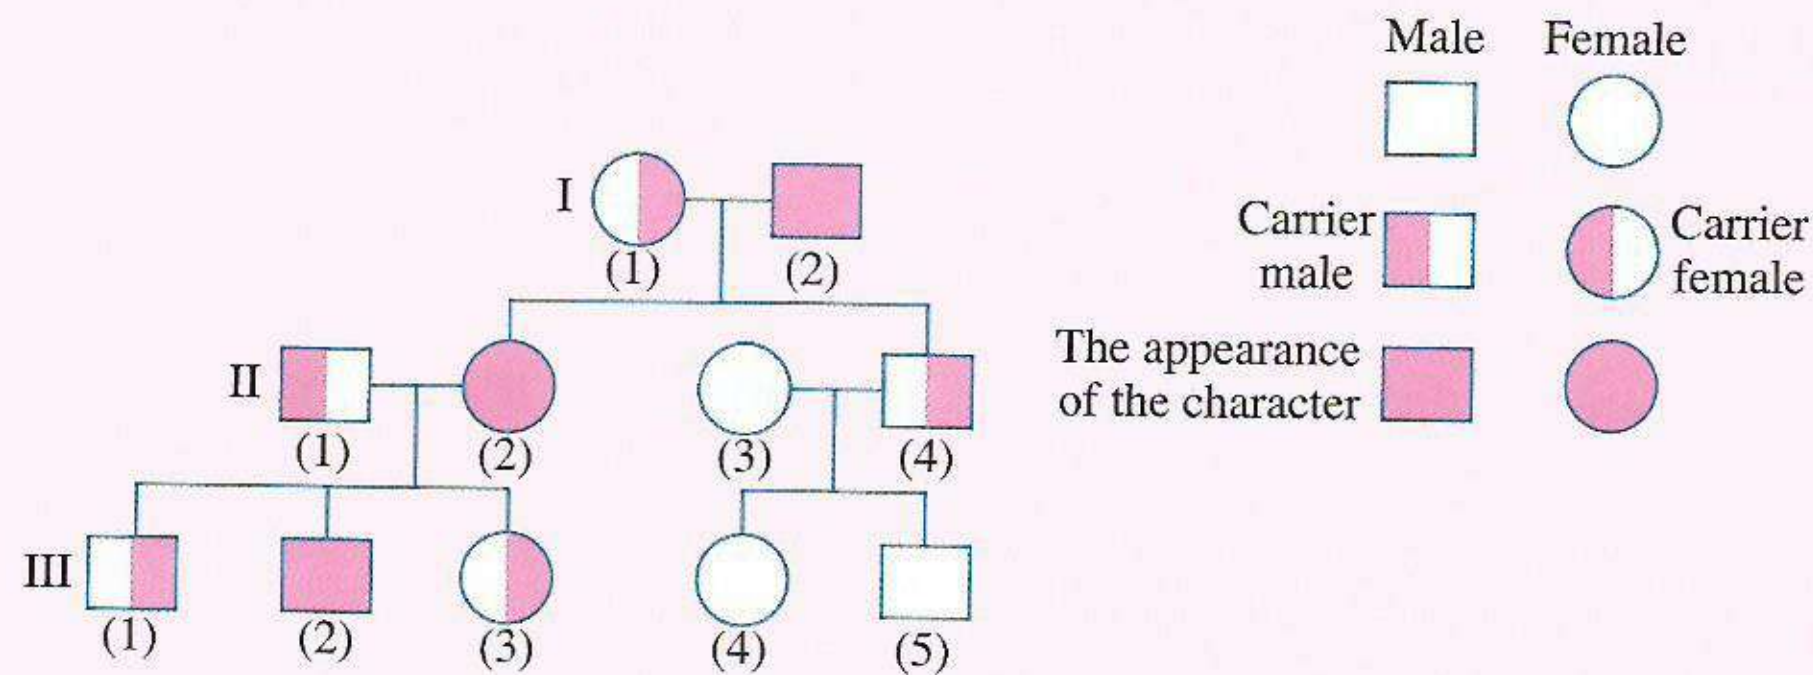 Male Female
I
(1) (2)
Carrier
male
Carrier
female
II
(1) (2) (3) (4)
The appearance
of the character
III
(1) (2) (3) (4) (5)